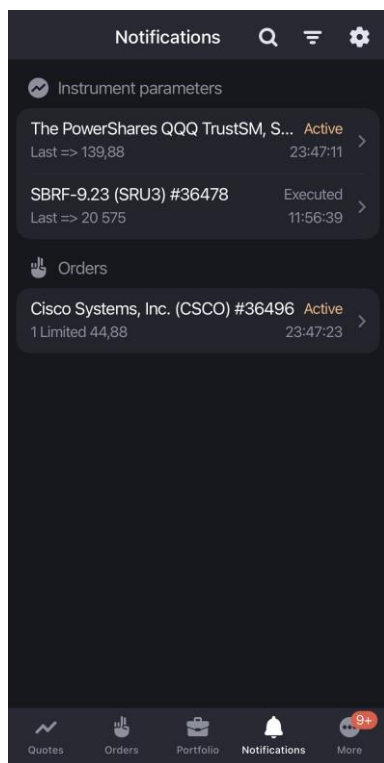 Notifications
Instrument parameters
The PowerShares QQQ TrustSM, S... Active
Last => 139,88 23:47:11
SBRF-9.23 (SRU3) #36478 Executed
Last => 20 575 11:56:39
Orders
Cisco Systems, Inc. (CSCO) #36496 Active
1 Limited 44,88 23:47:23
9+
Quotes Orders Portfolio Notifications More